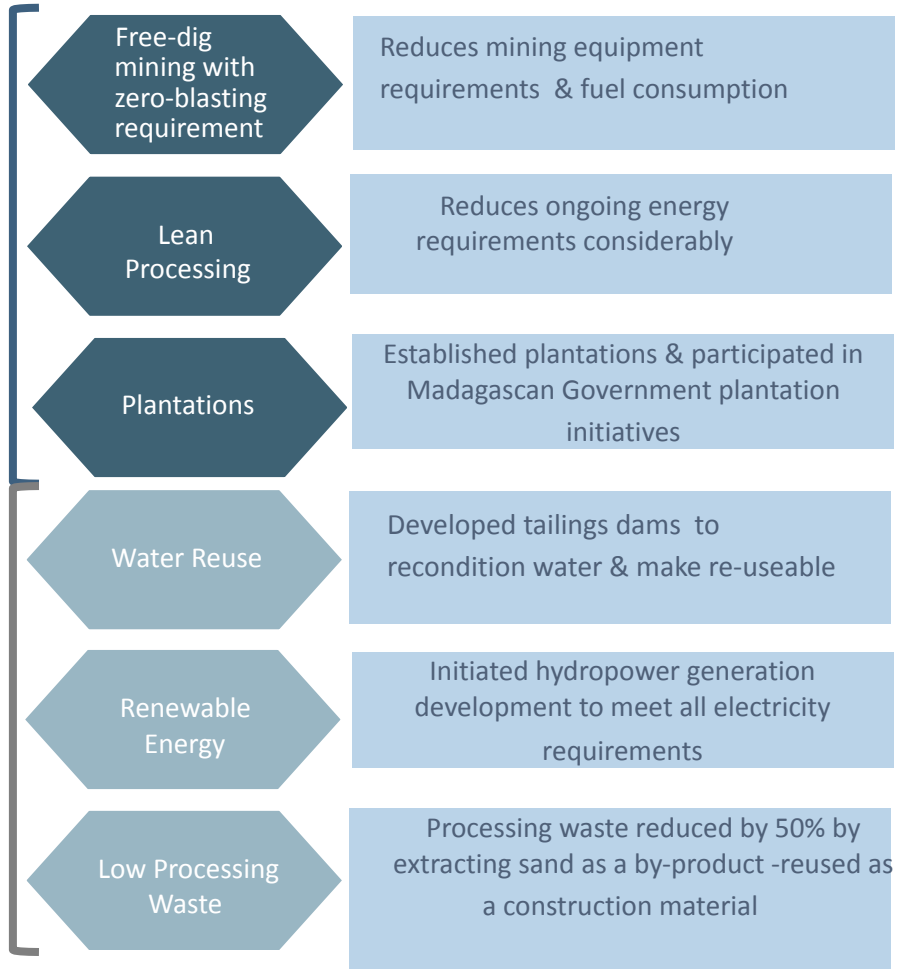 Free-dig
mining with
zero-blasting
requirement
Reduces mining equipment
requirements & fuel consumption
Lean
Processing
Reduces ongoing energy
requirements considerably
Plantations
Established plantations & participated in
Madagascan Government plantation
initiatives
Water Reuse
Developed tailings dams to
recondition water & make re-useable
Renewable
Energy
Initiated hydropower generation
development to meet all electricity
requirements
Low Processing
Waste
Processing waste reduced by 50% by
extracting sand as a by-product -reused as
a construction material